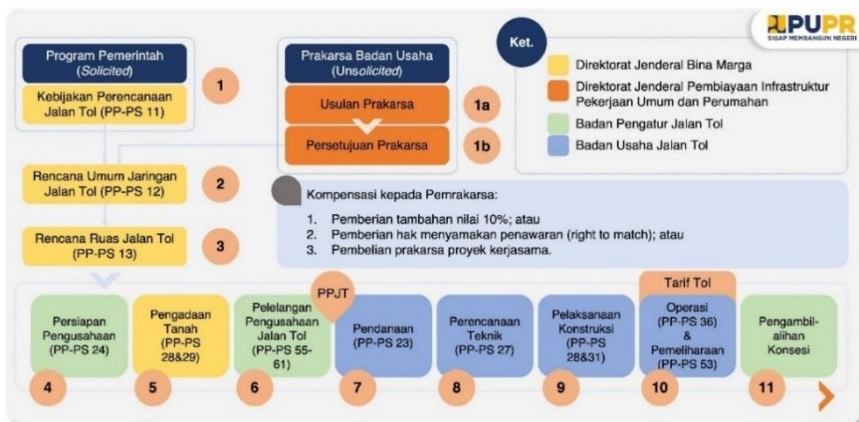 PUPR
SIGAP MEMBANGUN NEGERI
Program Pemerintah
(Solicited)
Kebijakan Perencanaan
Jalan Tol (PP-PS 11)
1
Prakarsa Badan Usaha
(Unsolicited)
Usulan Prakarsa
1a
Persetujuan Prakarsa
1b
Ket.
Direktorat Jenderal Bina Marga
Direktorat Jenderal Pembiayaan Infrastruktur
Pekerjaan Umum dan Perumahan
Badan Pengatur Jalan Tol
Badan Usaha Jalan Tol
Rencana Umum Jaringan
Jalan Tol (PP-PS 12)
2
Rencana Ruas Jalan Tol
(PP-PS 13)
3
Kompensasi kepada Pemrakarsa:
1. Pemberian tambahan nilai 10%; atau
2. Pemberian hak menyamakan penawaran (right to match); atau
3. Pembelian prakarsa proyek kerjasama.
Persiapan
Pengusahaan
(PP-PS 24)
4
Pengadaan
Tanah
(PP-PS
28&29)
5
Pelelangan
Pengusahaan
Jalan Tol
(PP-PS 55-
61)
6
PPJT
Pendanaan
(PP-PS 23)
7
Perencanaan
Teknik
(PP-PS 27)
8
Pelaksanaan
Konstruksi
(PP-PS
28&31)
9
Tarif Tol
Operasi
(PP-PS 36)
&
Pemeliharaan
(PP-PS 53)
10
Pengambil-
alihan
Konsesi
11